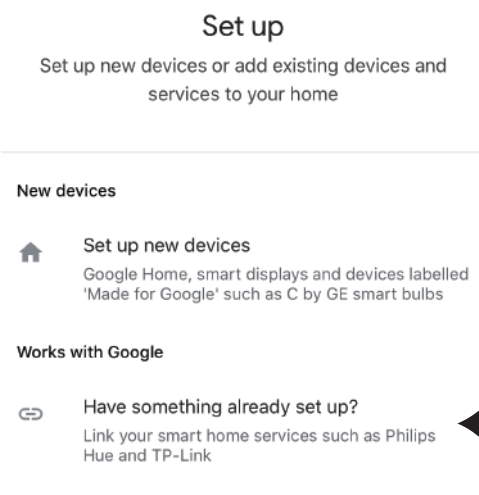 Set up
Set up new devices or add existing devices and
services to your home
New devices
Set up new devices
Google Home, smart displays and devices labelled
'Made for Google' such as C by GE smart bulbs
Works with Google
Have something already set up?
Link your smart home services such as Philips
Hue and TP-Link